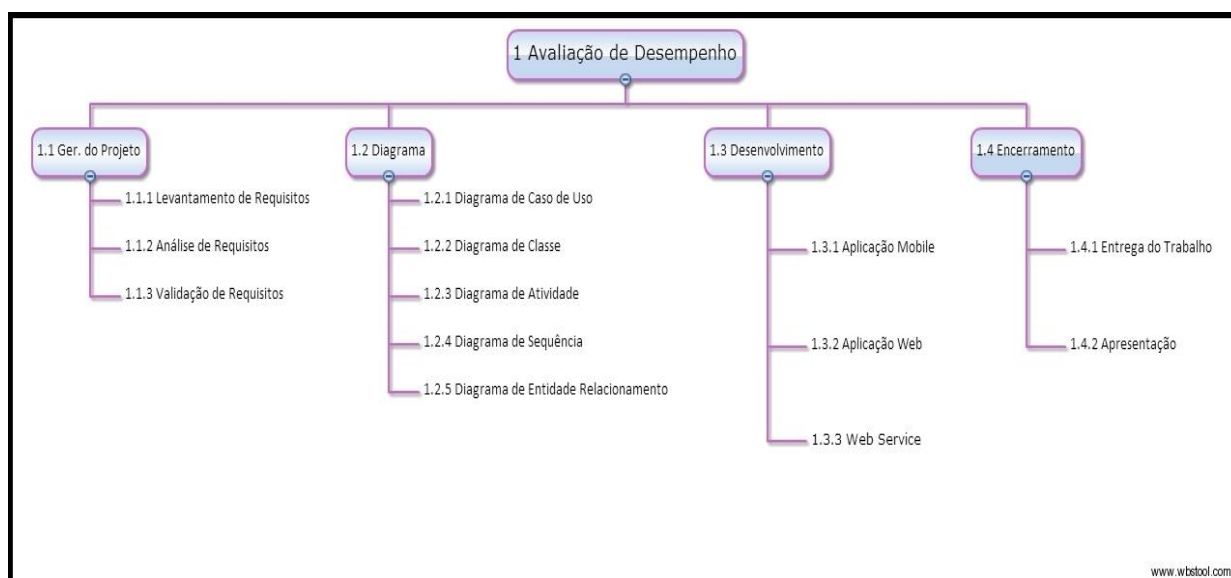 1 Avaliação de Desempenho
1.1 Ger. do Projeto
1.1.1 Levantamento de Requisitos
1.1.2 Análise de Requisitos
1.1.3 Validação de Requisitos
1.2 Diagrama
1.2.1 Diagrama de Caso de Uso
1.2.2 Diagrama de Classe
1.2.3 Diagrama de Atividade
1.2.4 Diagrama de Sequência
1.2.5 Diagrama de Entidade Relacionamento
1.3 Desenvolvimento
1.3.1 Aplicação Mobile
1.3.2 Aplicação Web
1.3.3 Web Service
1.4 Encerramento
1.4.1 Entrega do Trabalho
1.4.2 Apresentação
www.wbstool.com